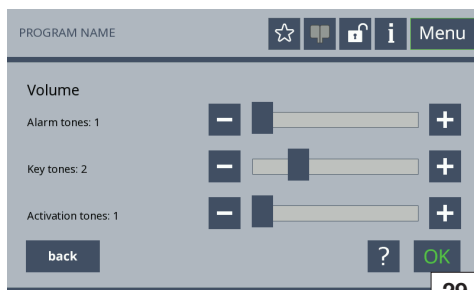 PROGRAM NAME i Menu
Volume
Alarm tones: 1 − +
Key tones: 2 − +
Activation tones: 1 − +
back ? OK